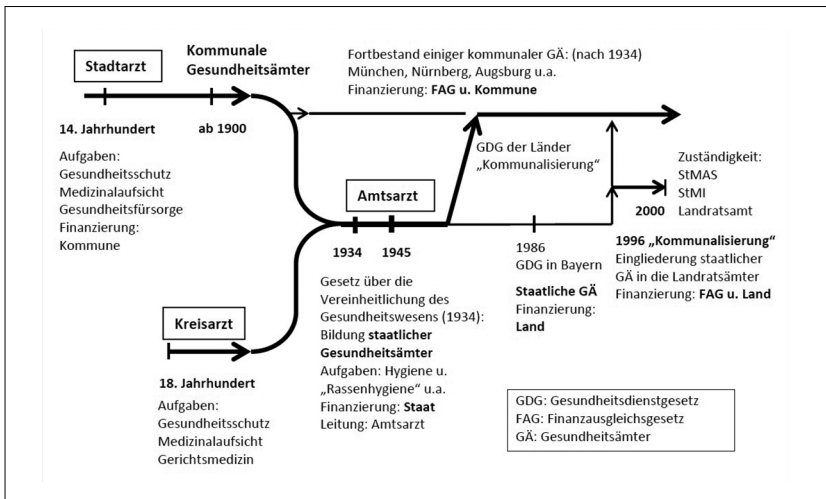 Stadtarzt
Kommunale
Gesundheitsämter
14. Jahrhundert
ab 1900
Aufgaben:
Gesundheitsschutz
Medizinalaufsicht
Gesundheitsfürsorge
Finanzierung:
Kommune
Fortbestand einiger kommunaler GÄ: (nach 1934)
München, Nürnberg, Augsburg u.a.
Finanzierung: FAG u. Kommune
GDG der Länder
„Kommunalisierung“
Zuständigkeit:
StMAS
StMI
Landratsamt
2000
Amtsarzt
1934
1945
Gesetz über die
Vereinheitlichung des
Gesundheitswesens (1934):
Bildung staatlicher
Gesundheitsämter
Aufgaben: Hygiene u.
„Rassenhygiene“ u.a.
Finanzierung: Staat
Leitung: Amtsarzt
1986
GDG in Bayern
Staatliche GÄ
Finanzierung:
Land
1996 „Kommunalisierung“
Eingliederung staatlicher
GÄ in die Landratsämter
Finanzierung: FAG u. Land
Kreisarzt
18. Jahrhundert
Aufgaben:
Gesundheitsschutz
Medizinalaufsicht
Gerichtsmedizin
GDG: Gesundheitsdienstgesetz
FAG: Finanzausgleichsgesetz
GÄ: Gesundheitsämter